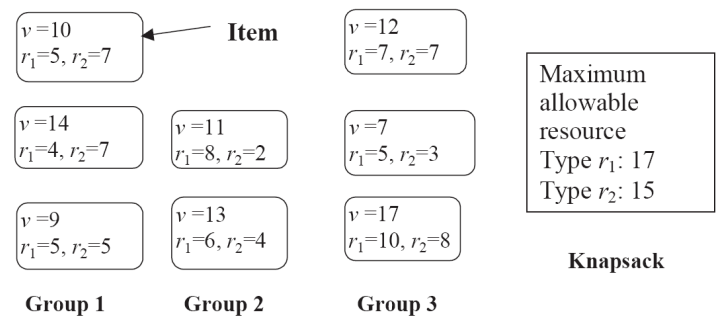 v =10
r₁=5, r₂=7
Item
v =12
r₁=7, r₂=7
v =14
r₁=4, r₂=7
v =11
r₁=8, r₂=2
v =7
r₁=5, r₂=3
v =9
r₁=5, r₂=5
v =13
r₁=6, r₂=4
v =17
r₁=10, r₂=8
Group 1
Group 2
Group 3
Maximum
allowable
resource
Type r₁: 17
Type r₂: 15
Knapsack